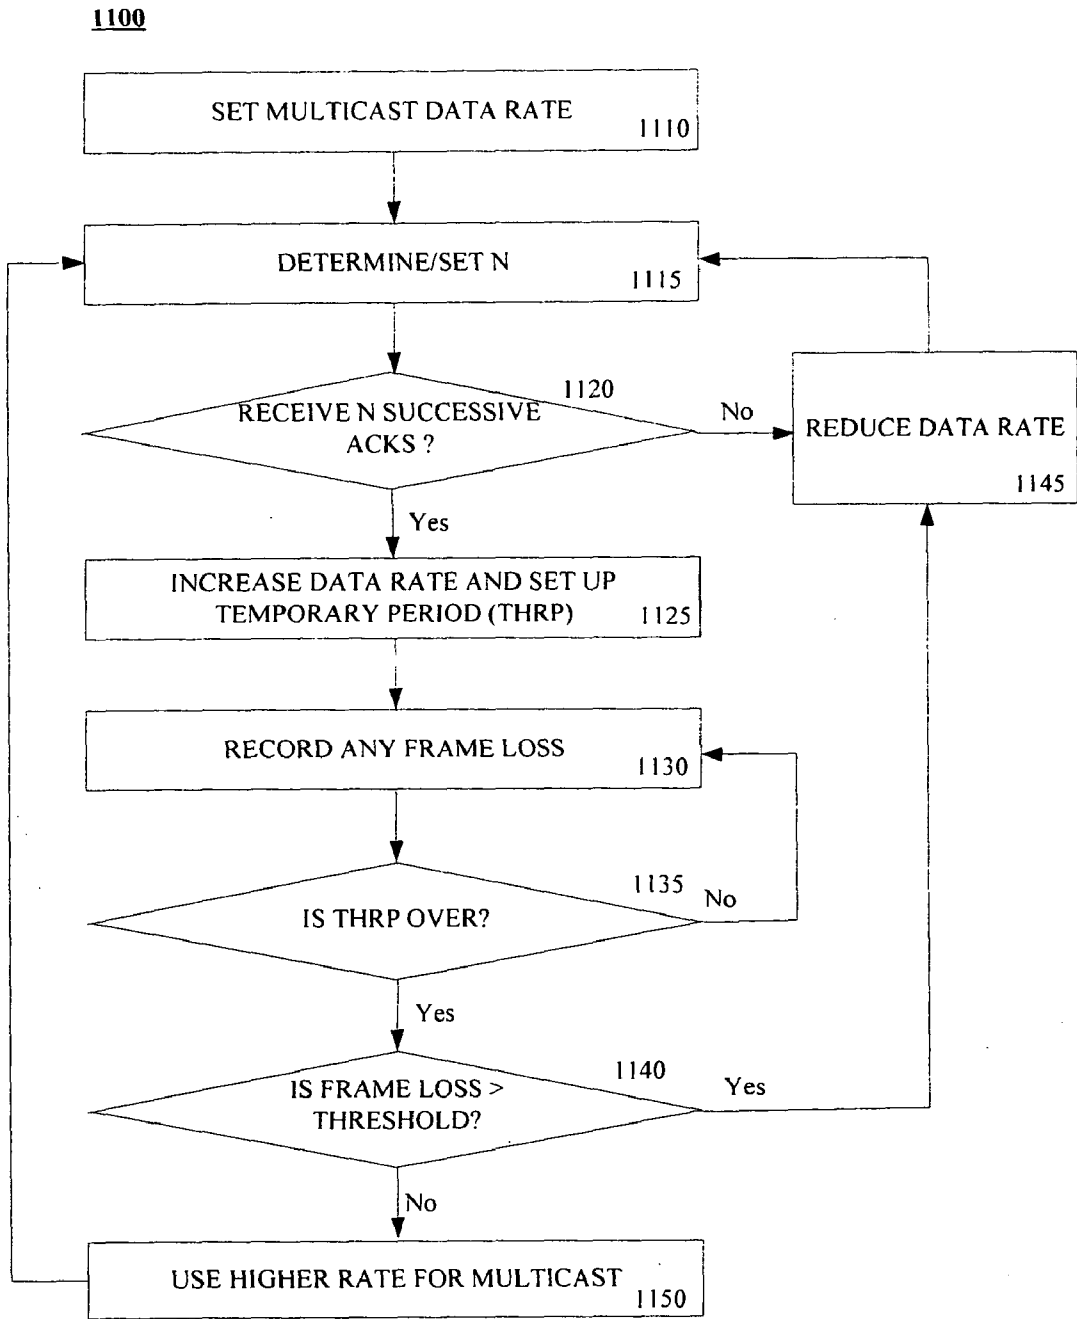 1100
SET MULTICAST DATA RATE
1110
DETERMINE/SET N
1115
1120
RECEIVE N SUCCESSIVE
ACKS ?
No
REDUCE DATA RATE
1145
Yes
INCREASE DATA RATE AND SET UP
TEMPORARY PERIOD (THRP)
1125
RECORD ANY FRAME LOSS
1130
1135
IS THRP OVER?
No
Yes
1140
IS FRAME LOSS >
THRESHOLD?
Yes
No
USE HIGHER RATE FOR MULTICAST
1150